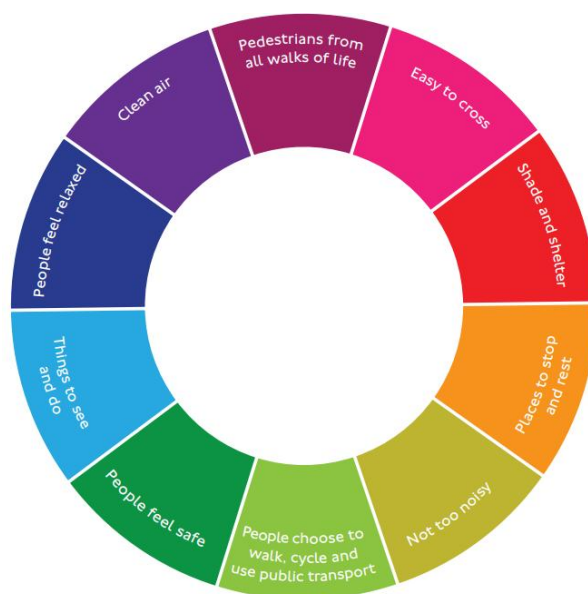 Pedestrians from
all walks of life
Easy to cross
Shade and shelter
Places to stop
and rest
Not too noisy
People choose to
walk, cycle and
use public transport
People feel safe
Things to see
and do
People feel relaxed
Clean air